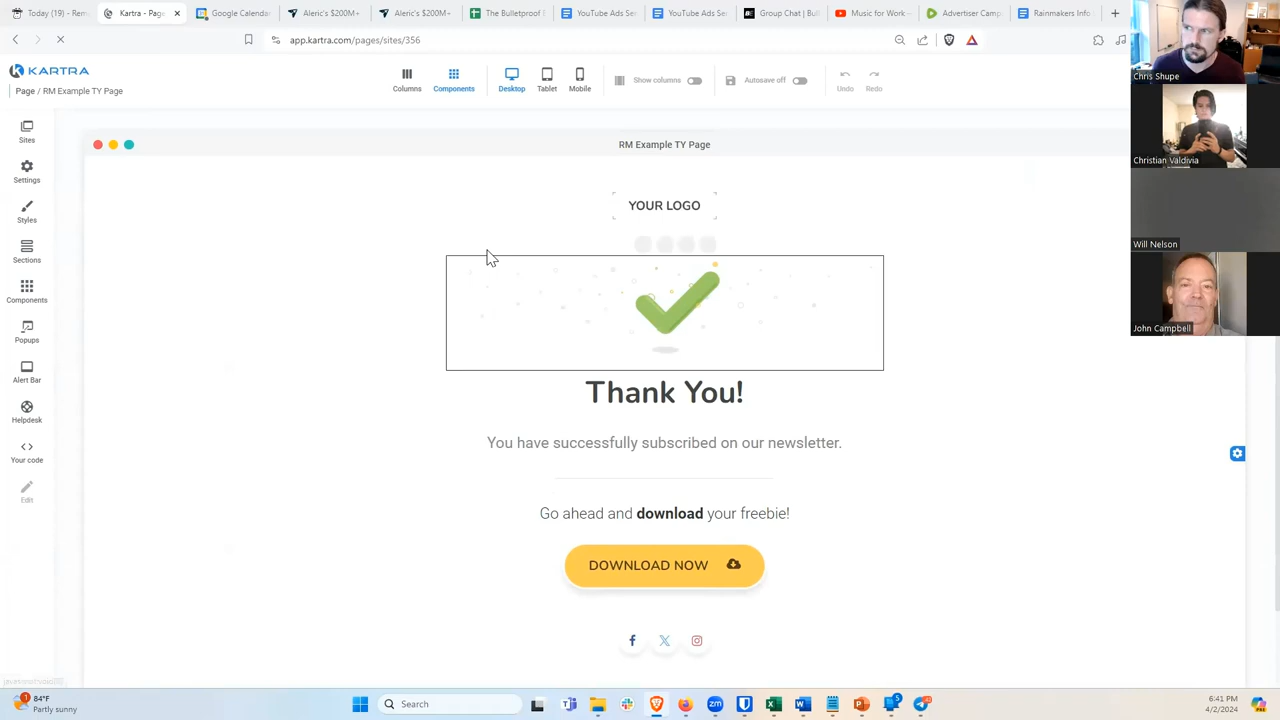 Today (19) - Rem
Kartra - Page
Google Calendar
Aleric's $200M+
Aleric's $200+
The Bulletproof
YouTube Ads Se
YouTube Ads Se
Group Chat | Bul
Music for Work
Advertiser Camp
Rainmakers Info
app.kartra.com/pages/sites/356
KARTRA
Page / RM Example TY Page
Columns
Components
Desktop
Tablet
Mobile
Show columns
Autosave off
Undo
Redo
Chris Shupe
Christian Valdivia
Will Nelson
John Campbell
Sites
Settings
Styles
Sections
Components
Popups
Alert Bar
Helpdesk
Your code
Edit
RM Example TY Page
YOUR LOGO
Thank You!
You have successfully subscribed on our newsletter.
Go ahead and download your freebie!
DOWNLOAD NOW
84°F
Partly sunny
Search
6:41 PM
4/2/2024